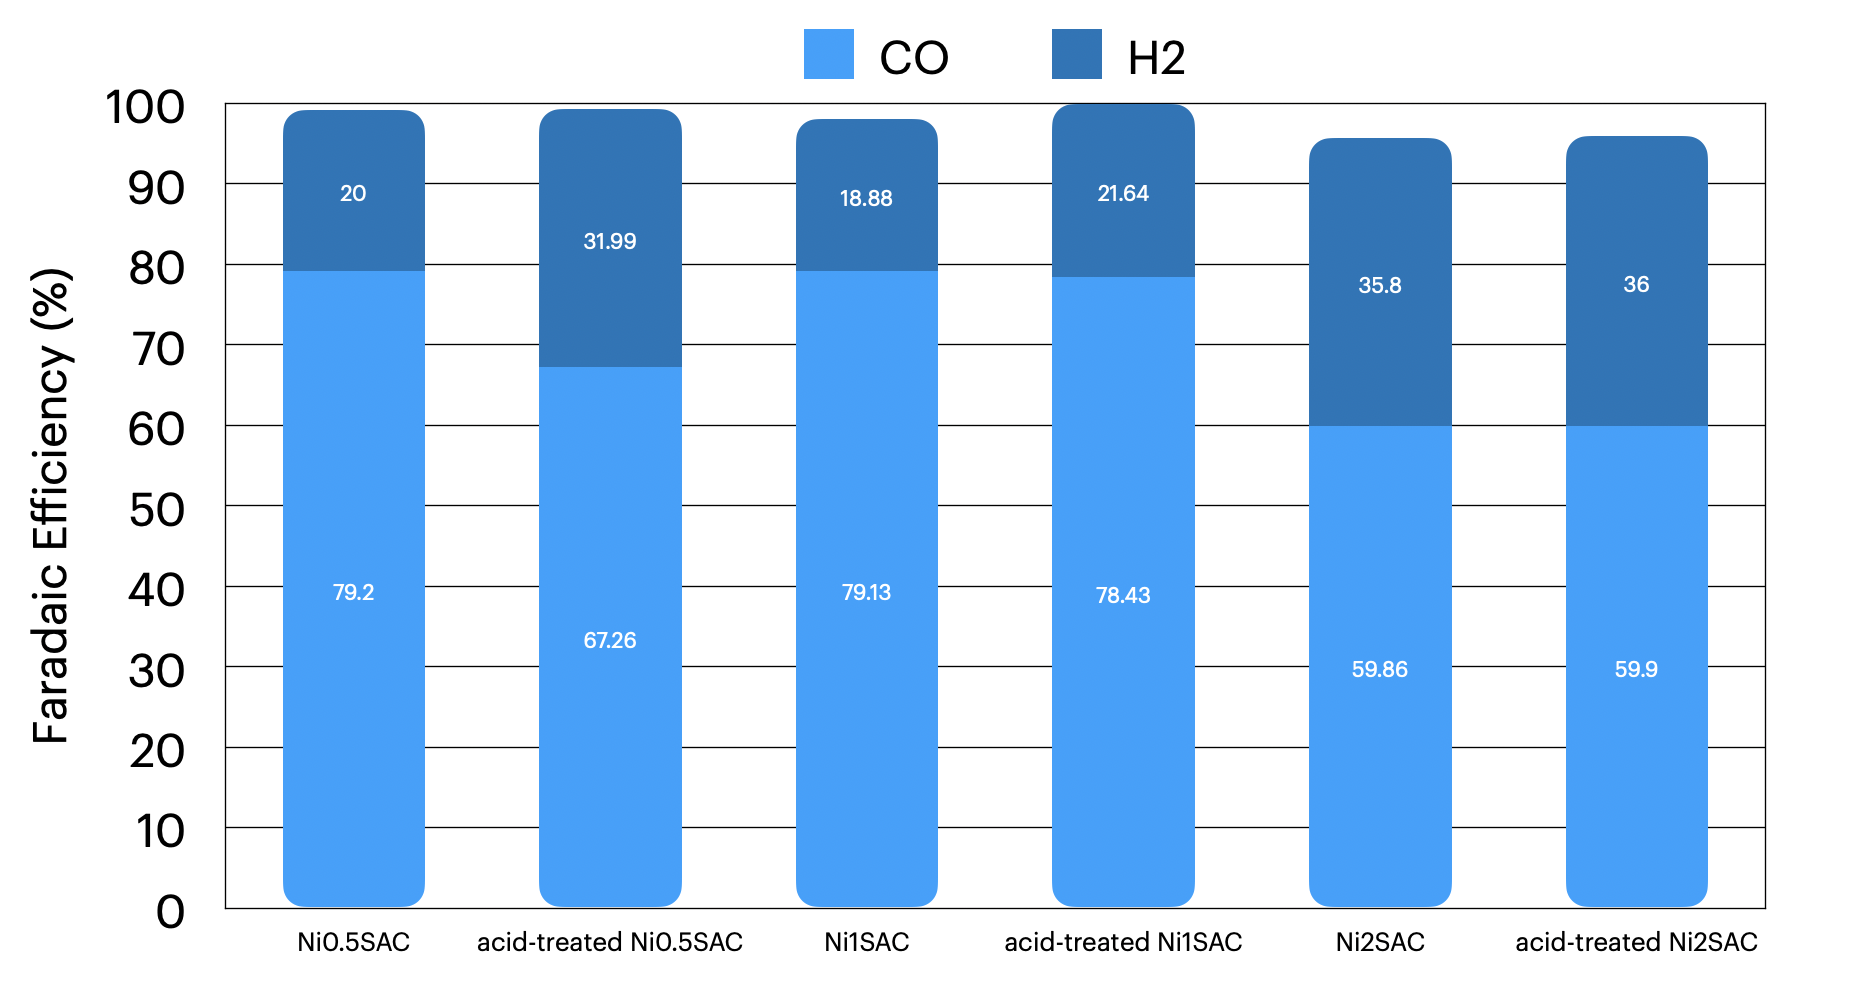 CO H2
Faradaic Efficiency (%)
100
90
80
70
60
50
40
30
20
10
0
20 31.99 18.88 21.64 35.8 36
79.2 67.26 79.13 78.43 59.86 59.9
Ni0.5SAC acid-treated Ni0.5SAC Ni1SAC acid-treated Ni1SAC Ni2SAC acid-treated Ni2SAC